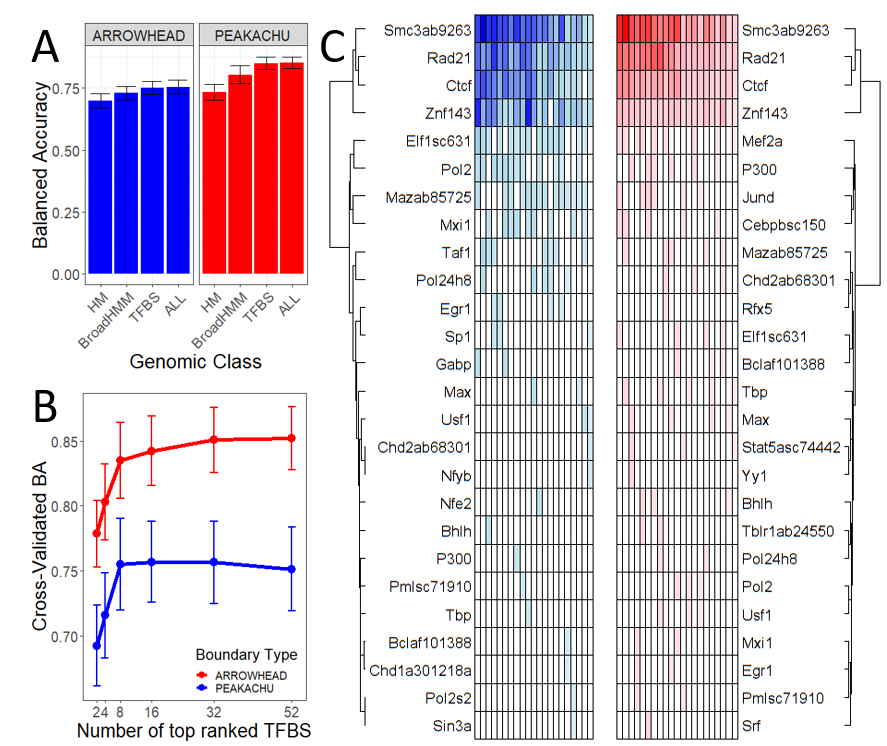 A
ARROWHEAD
PEAKACHU
Balanced Accuracy
0.75
0.50
0.25
0.00
HM
BroadHMM
TFBS
ALL
HM
BroadHMM
TFBS
ALL
Genomic Class
B
Cross-Validated BA
0.85
0.80
0.75
0.70
Boundary Type
ARROWHEAD
PEAKACHU
2 4 8 16 32 52
Number of top ranked TFBS
C
Smc3ab9263
Rad21
Ctcf
Znf143
Elf1sc631
Pol2
Mazab85725
Mxi1
Taf1
Pol24h8
Egr1
Sp1
Gabp
Max
Usf1
Chd2ab68301
Nfyb
Nfe2
Bhlh
P300
Pmlsc71910
Tbp
Bclaf101388
Chd1a301218a
Pol2s2
Sin3a
Smc3ab9263
Rad21
Ctcf
Znf143
Mef2a
P300
Jund
Cebpbsc150
Mazab85725
Chd2ab68301
Rfx5
Elf1sc631
Bclaf101388
Tbp
Max
Stat5asc74442
Yy1
Bhlh
Tblr1ab24550
Pol24h8
Pol2
Usf1
Mxi1
Egr1
Pmlsc71910
Srf